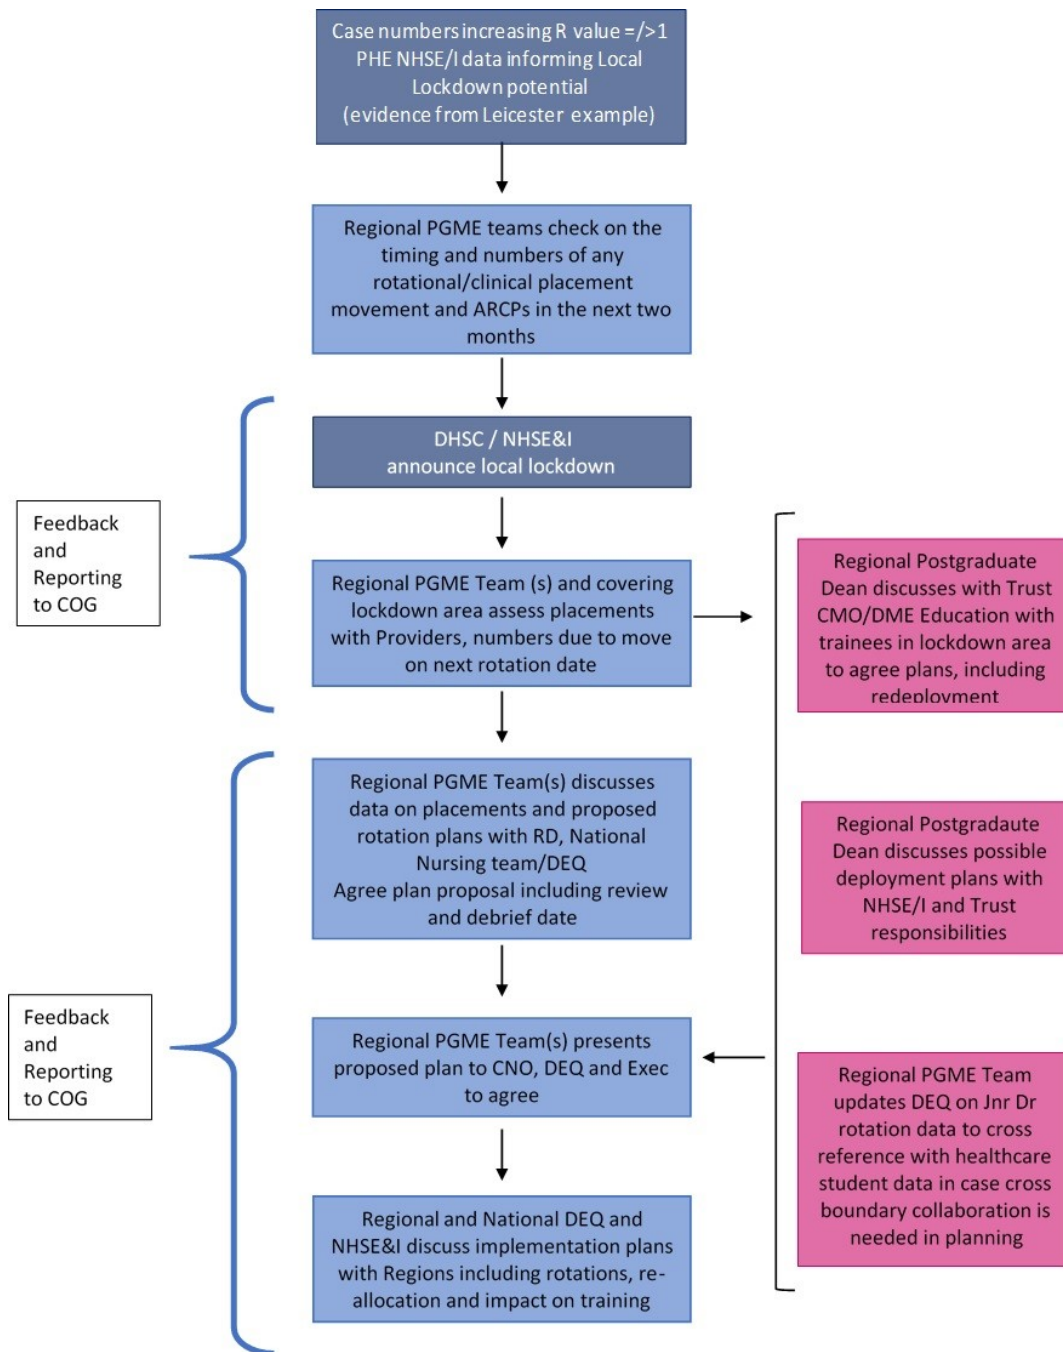 Case numbers increasing R value =/>1
PHE NHSE/I data informing Local
Lockdown potential
(evidence from Leicester example)
Regional PGME teams check on the
timing and numbers of any
rotational/clinical placement
movement and ARCPs in the next two
months
DHSC / NHSE&I
announce local lockdown
Feedback
and
Reporting
to COG
Regional PGME Team (s) and covering
lockdown area assess placements
with Providers, numbers due to move
on next rotation date
Regional Postgraduate
Dean discusses with Trust
CMO/DME Education with
trainees in lockdown area
to agree plans, including
redeployment
Regional PGME Team(s) discusses
data on placements and proposed
rotation plans with RD, National
Nursing team/DEQ
Agree plan proposal including review
and debrief date
Regional Postgradaute
Dean discusses possible
deployment plans with
NHSE/I and Trust
responsibilities
Feedback
and
Reporting
to COG
Regional PGME Team(s) presents
proposed plan to CNO, DEQ and Exec
to agree
Regional PGME Team
updates DEQ on Jnr Dr
rotation data to cross
reference with healthcare
student data in case cross
boundary collaboration is
needed in planning
Regional and National DEQ and
NHSE&I discuss implementation plans
with Regions including rotations, re-
allocation and impact on training